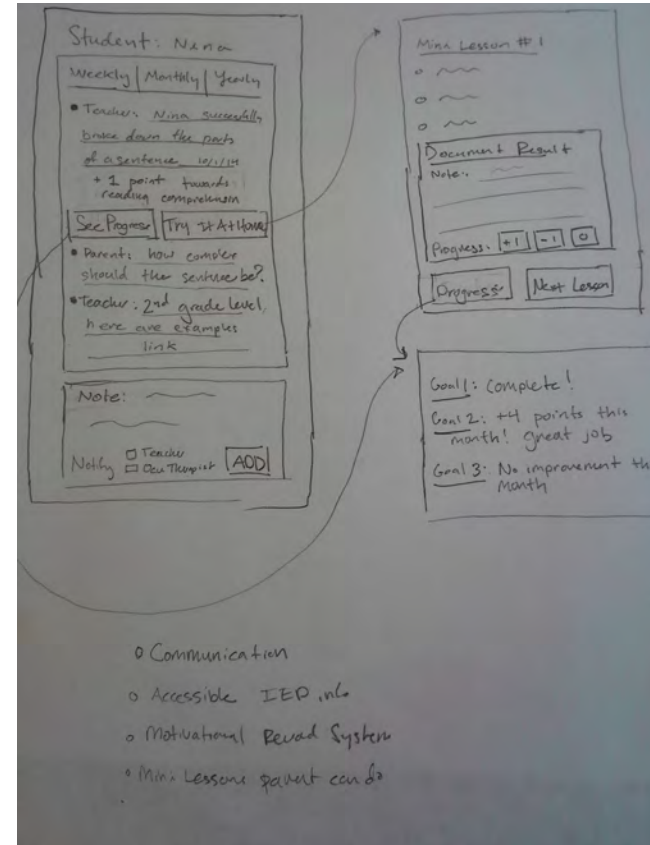 Student: Nina
Weekly | Monthly | Yearly
• Teacher: Nina successfully
broke down the parts
of a sentence 10/1/14
+ 1 point towards
reading comprehension
See Progress
Try It At Home
• Parent: how complex
should the sentence be?
• Teacher: 2nd grade level,
here are examples
link
Note:
Notify □ Teacher
□ Occ Therapist
ADD
Mini Lesson #1
Document Result
Note:
Progress: +1 -1 0
Progress
Next Lesson
Goal 1: Complete!
Goal 2: +4 points this
month! great job
Goal 3: No improvement th
month
o Communication
o Accessible IEP info
o Motivational Reward System
o Mini Lessons parent can do